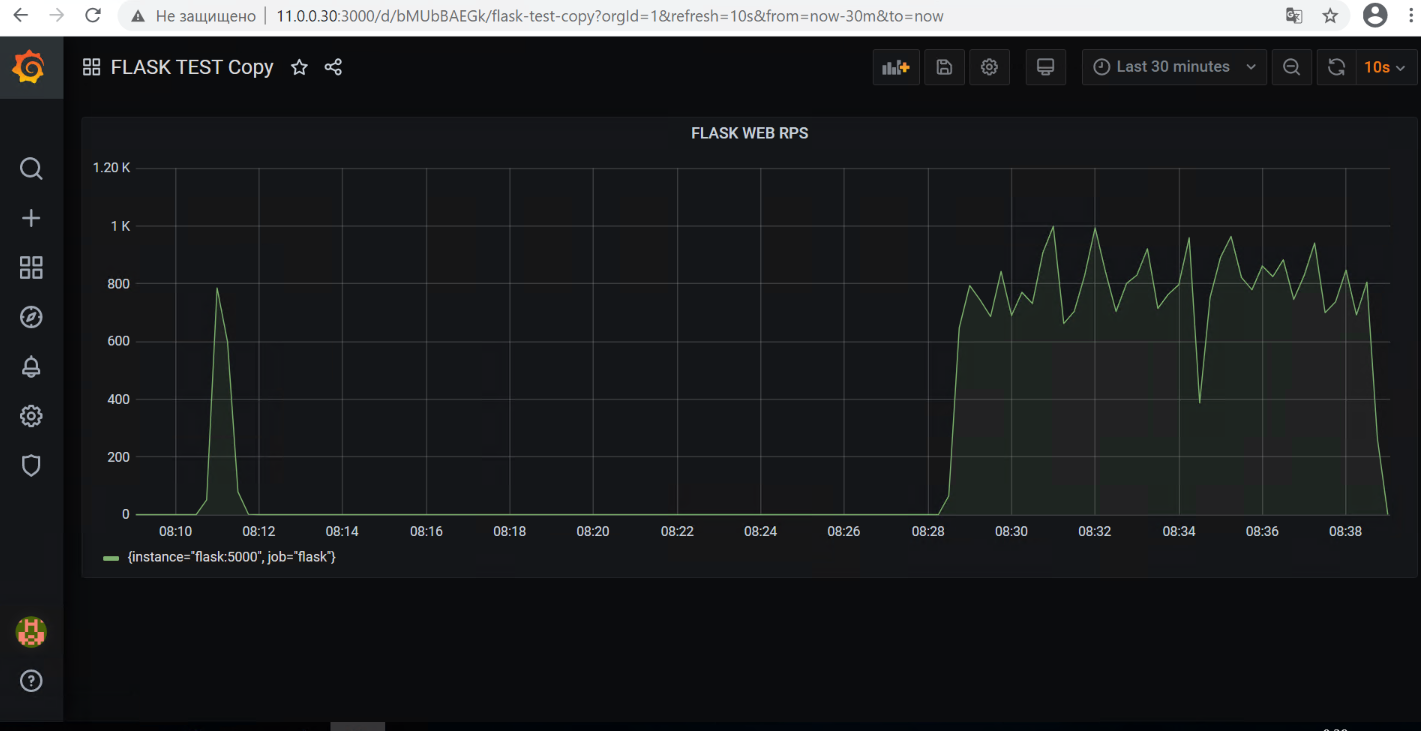 Не защищено 11.0.0.30:3000/d/bMUbBAEGk/flask-test-copy?orgId=1&refresh=10s&from=now-30m&to=now
FLASK TEST Copy
Last 30 minutes
10s
FLASK WEB RPS
1.20 K
1 K
800
600
400
200
0
08:10 08:12 08:14 08:16 08:18 08:20 08:22 08:24 08:26 08:28 08:30 08:32 08:34 08:36 08:38
{instance="flask:5000", job="flask"}